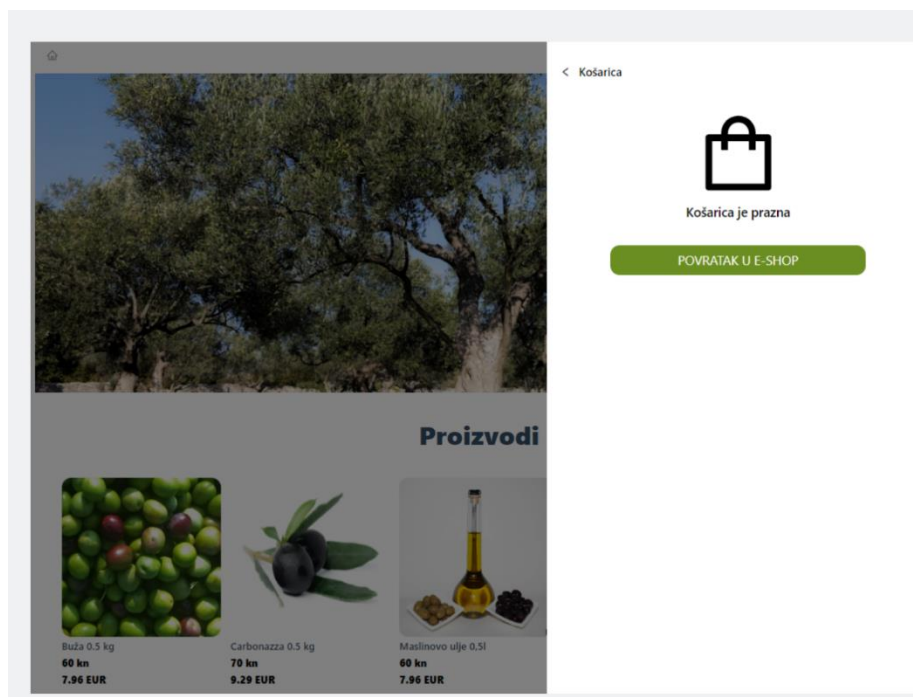 Košarica
Košarica je prazna
POVRATAK U E-SHOP
Proizvodi
Buža 0.5 kg
60 kn
7.96 EUR
Carbonazza 0.5 kg
70 kn
9.29 EUR
Maslinovo ulje 0,5l
60 kn
7.96 EUR